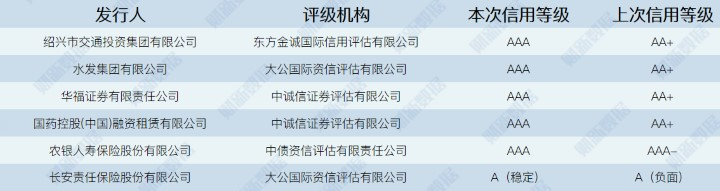 发行人 评级机构 本次信用等级 上次信用等级
绍兴市交通投资集团有限公司 东方金诚国际信用评估有限公司 AAA AA+
水发集团有限公司 大公国际资信评估有限公司 AAA AA+
华福证券有限责任公司 中诚信证券评估有限公司 AAA AA+
国药控股(中国)融资租赁有限公司 中诚信证券评估有限公司 AAA AA+
农银人寿保险股份有限公司 中债资信评估有限责任公司 AAA AAA–
长安责任保险股份有限公司 大公国际资信评估有限公司 A（稳定） A（负面）